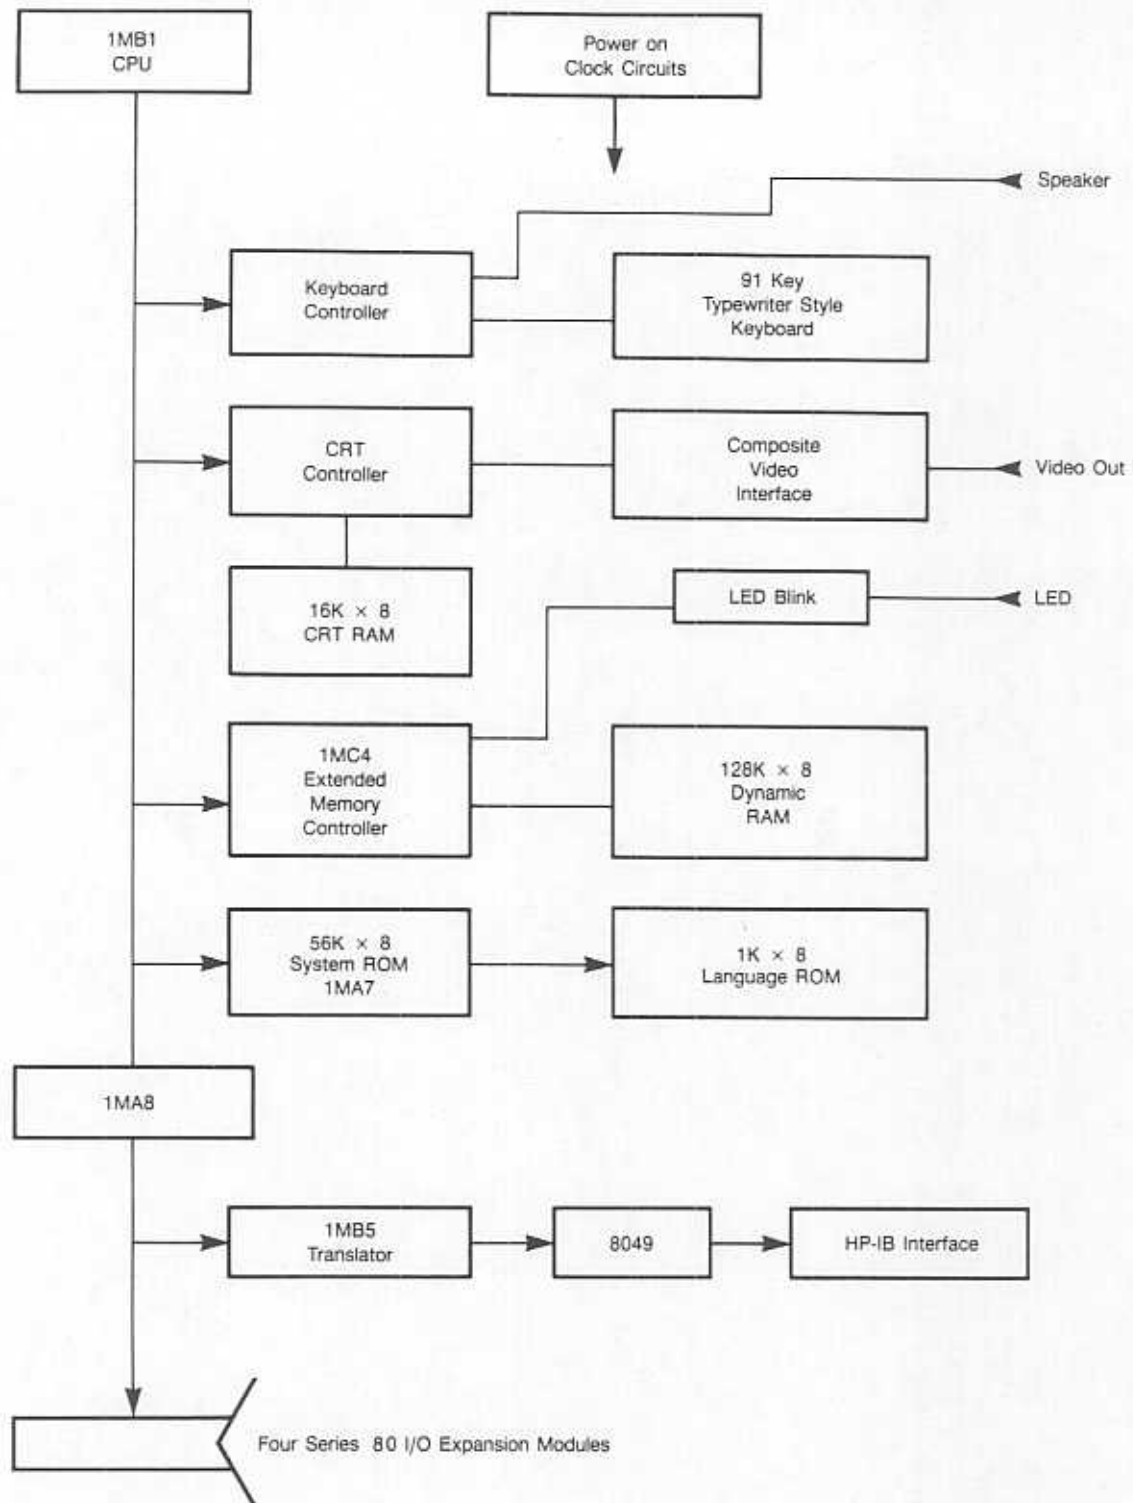 1MB1
CPU
Power on
Clock Circuits
Speaker
Keyboard
Controller
91 Key
Typewriter Style
Keyboard
CRT
Controller
Composite
Video
Interface
Video Out
16K × 8
CRT RAM
LED Blink
LED
1MC4
Extended
Memory
Controller
128K × 8
Dynamic
RAM
56K × 8
System ROM
1MA7
1K × 8
Language ROM
1MA8
1MB5
Translator
8049
HP-IB Interface
Four Series 80 I/O Expansion Modules